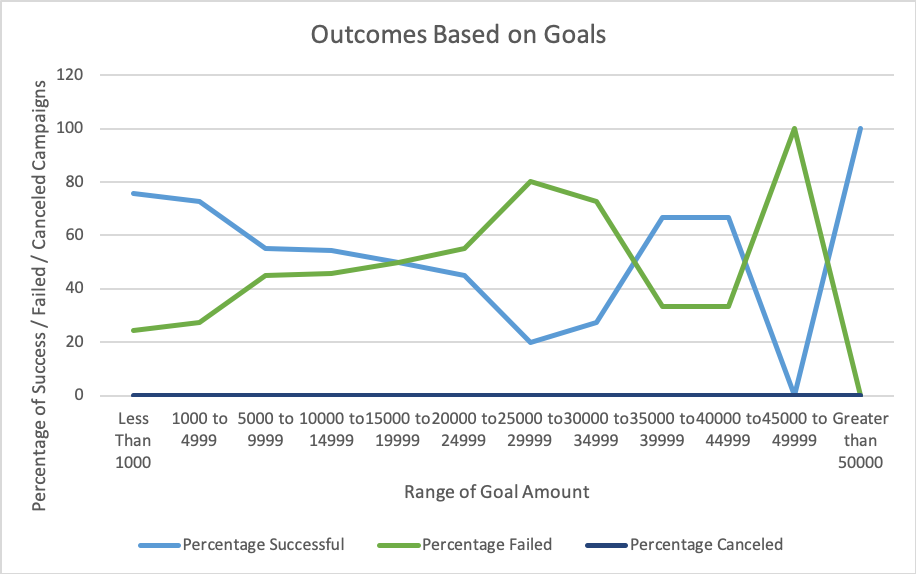 Outcomes Based on Goals
Percentage of Success / Failed / Canceled Campaigns
120
100
80
60
40
20
0
Less Than 1000
1000 to 4999
5000 to 9999
10000 to 14999
15000 to 19999
20000 to 24999
25000 to 29999
30000 to 34999
35000 to 39999
40000 to 44999
45000 to 49999
Greater than 50000
Range of Goal Amount
Percentage Successful
Percentage Failed
Percentage Canceled